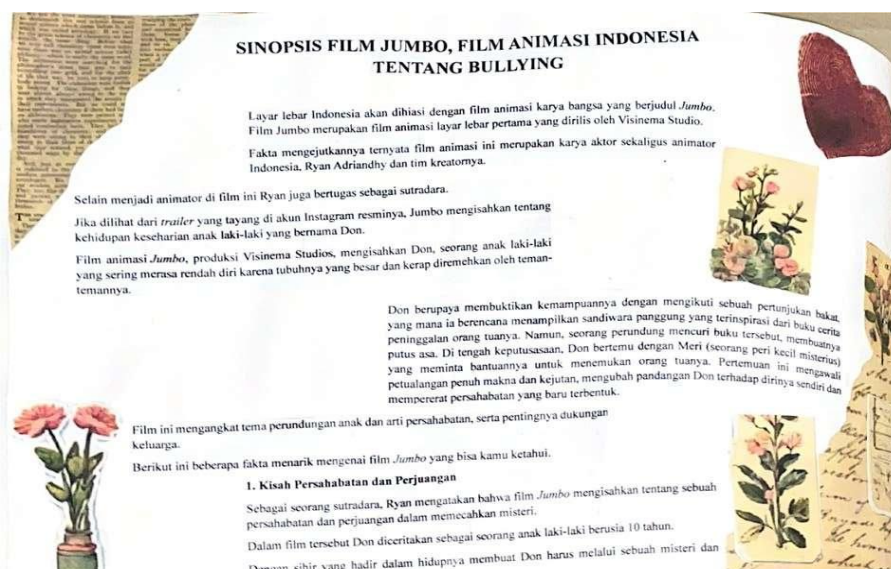 SINOPSIS FILM JUMBO, FILM ANIMASI INDONESIA
TENTANG BULLYING
Layar lebar Indonesia akan dihiasi dengan film animasi karya bangsa yang berjudul Jumbo.
Film Jumbo merupakan film animasi layar lebar pertama yang dirilis oleh Visinema Studio.
Fakta mengejutkannya ternyata film animasi ini merupakan karya aktor sekaligus animator
Indonesia, Ryan Adriandhy dan tim kreatornya.
Selain menjadi animator di film ini Ryan juga bertugas sebagai sutradara.
Jika dilihat dari trailer yang tayang di akun Instagram resminya, Jumbo mengisahkan tentang
kehidupan keseharian anak laki-laki yang bernama Don.
Film animasi Jumbo, produksi Visinema Studios, mengisahkan Don, seorang anak laki-laki
yang sering merasa rendah diri karena tubuhnya yang besar dan kerap diremehkan oleh teman-
temannya.
Don berupaya membuktikan kemampuannya dengan mengikuti sebuah pertunjukan bakat,
yang mana ia berencana menampilkan sandiwara panggung yang terinspirasi dari buku cerita
peninggalan orang tuanya. Namun, seorang perundung mencuri buku tersebut, membuatnya
putus asa. Di tengah keputusasaan, Don bertemu dengan Meri (seorang peri kecil misterius)
yang meminta bantuannya untuk menemukan orang tuanya. Pertemuan ini mengawali
petualangan penuh makna dan kejutan, mengubah pandangan Don terhadap dirinya sendiri dan
mempererat persahabatan yang baru terbentuk.
Film ini mengangkat tema perundungan anak dan arti persahabatan, serta pentingnya dukungan
keluarga.
Berikut ini beberapa fakta menarik mengenai film Jumbo yang bisa kamu ketahui.
1. Kisah Persahabatan dan Perjuangan
Sebagai seorang sutradara, Ryan mengatakan bahwa film Jumbo mengisahkan tentang sebuah
persahabatan dan perjuangan dalam memecahkan misteri.
Dalam film tersebut Don diceritakan sebagai seorang anak laki-laki berusia 10 tahun.
Dengan sihir yang hadir dalam hidupnya membuat Don harus melalui sebuah misteri dan